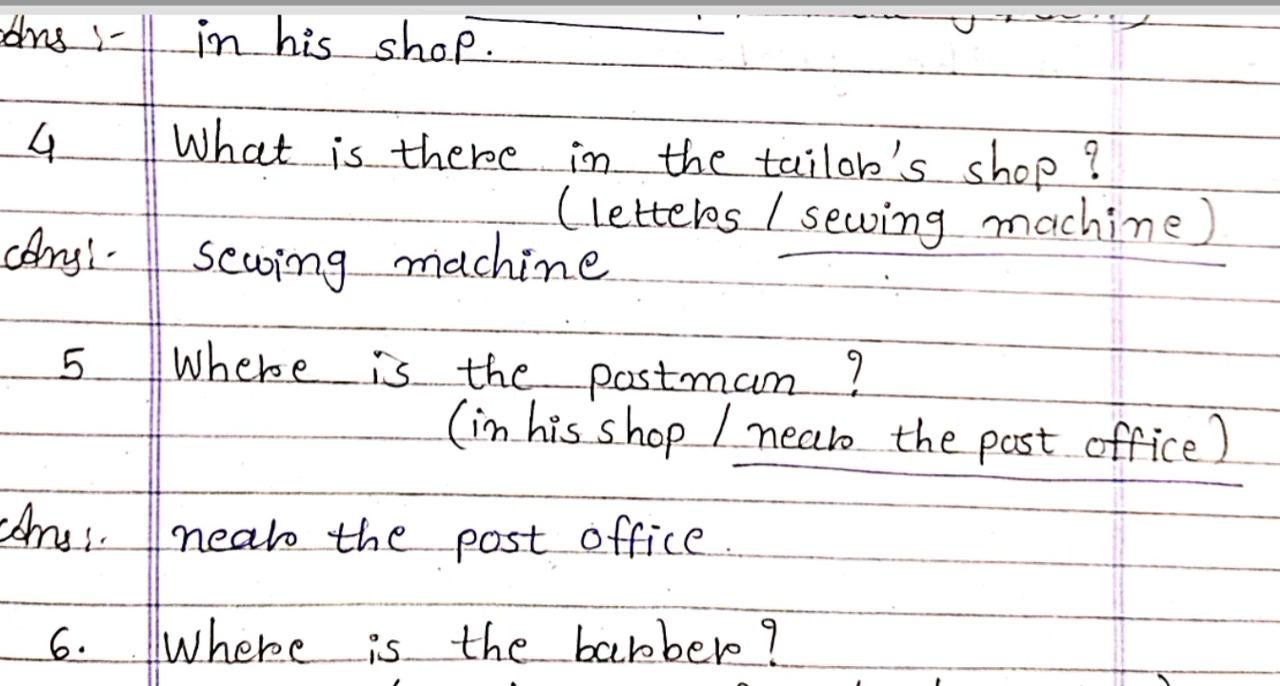 Ans :- in his shop.
4 What is there in the tailor's shop ?
(letters / sewing machine)
Ans:- sewing machine
5 Where is the postman ?
(in his shop / near the post office)
Ans :- near the post office.
6. Where is the barber ?